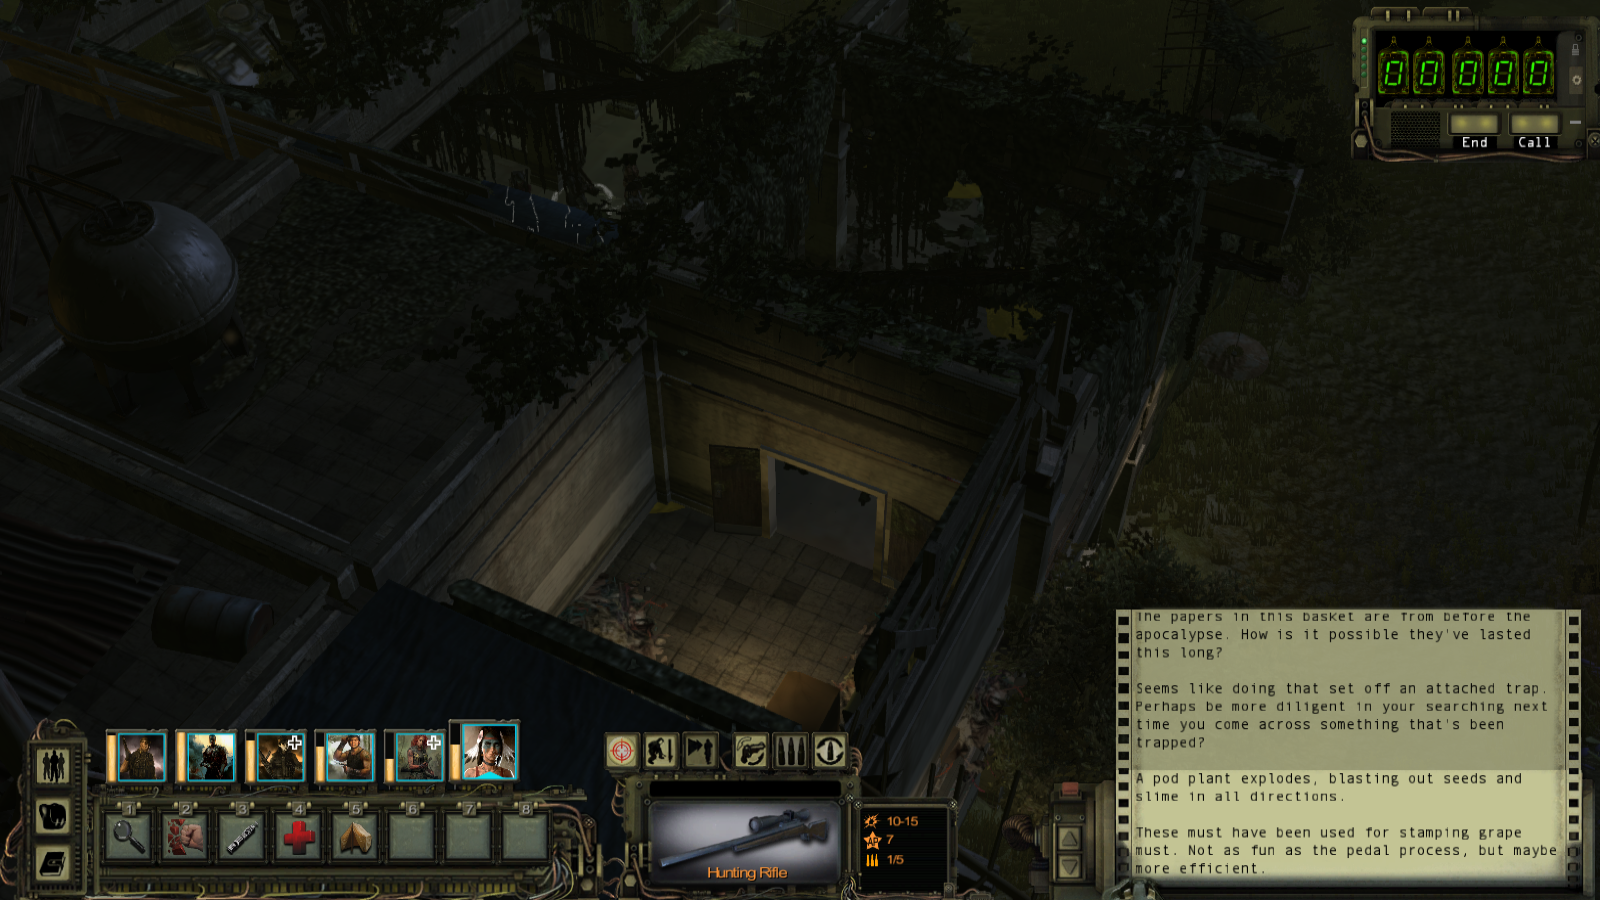 00000
End Call
The papers in this basket are from before the
apocalypse. How is it possible they've lasted
this long?
Seems like doing that set off an attached trap.
Perhaps be more diligent in your searching next
time you come across something that's been
trapped?
A pod plant explodes, blasting out seeds and
slime in all directions.
These must have been used for stamping grape
must. Not as fun as the pedal process, but maybe
more efficient.
1 2 3 4 5 6 7 8
10-15
AP 7
1/5
Hunting Rifle